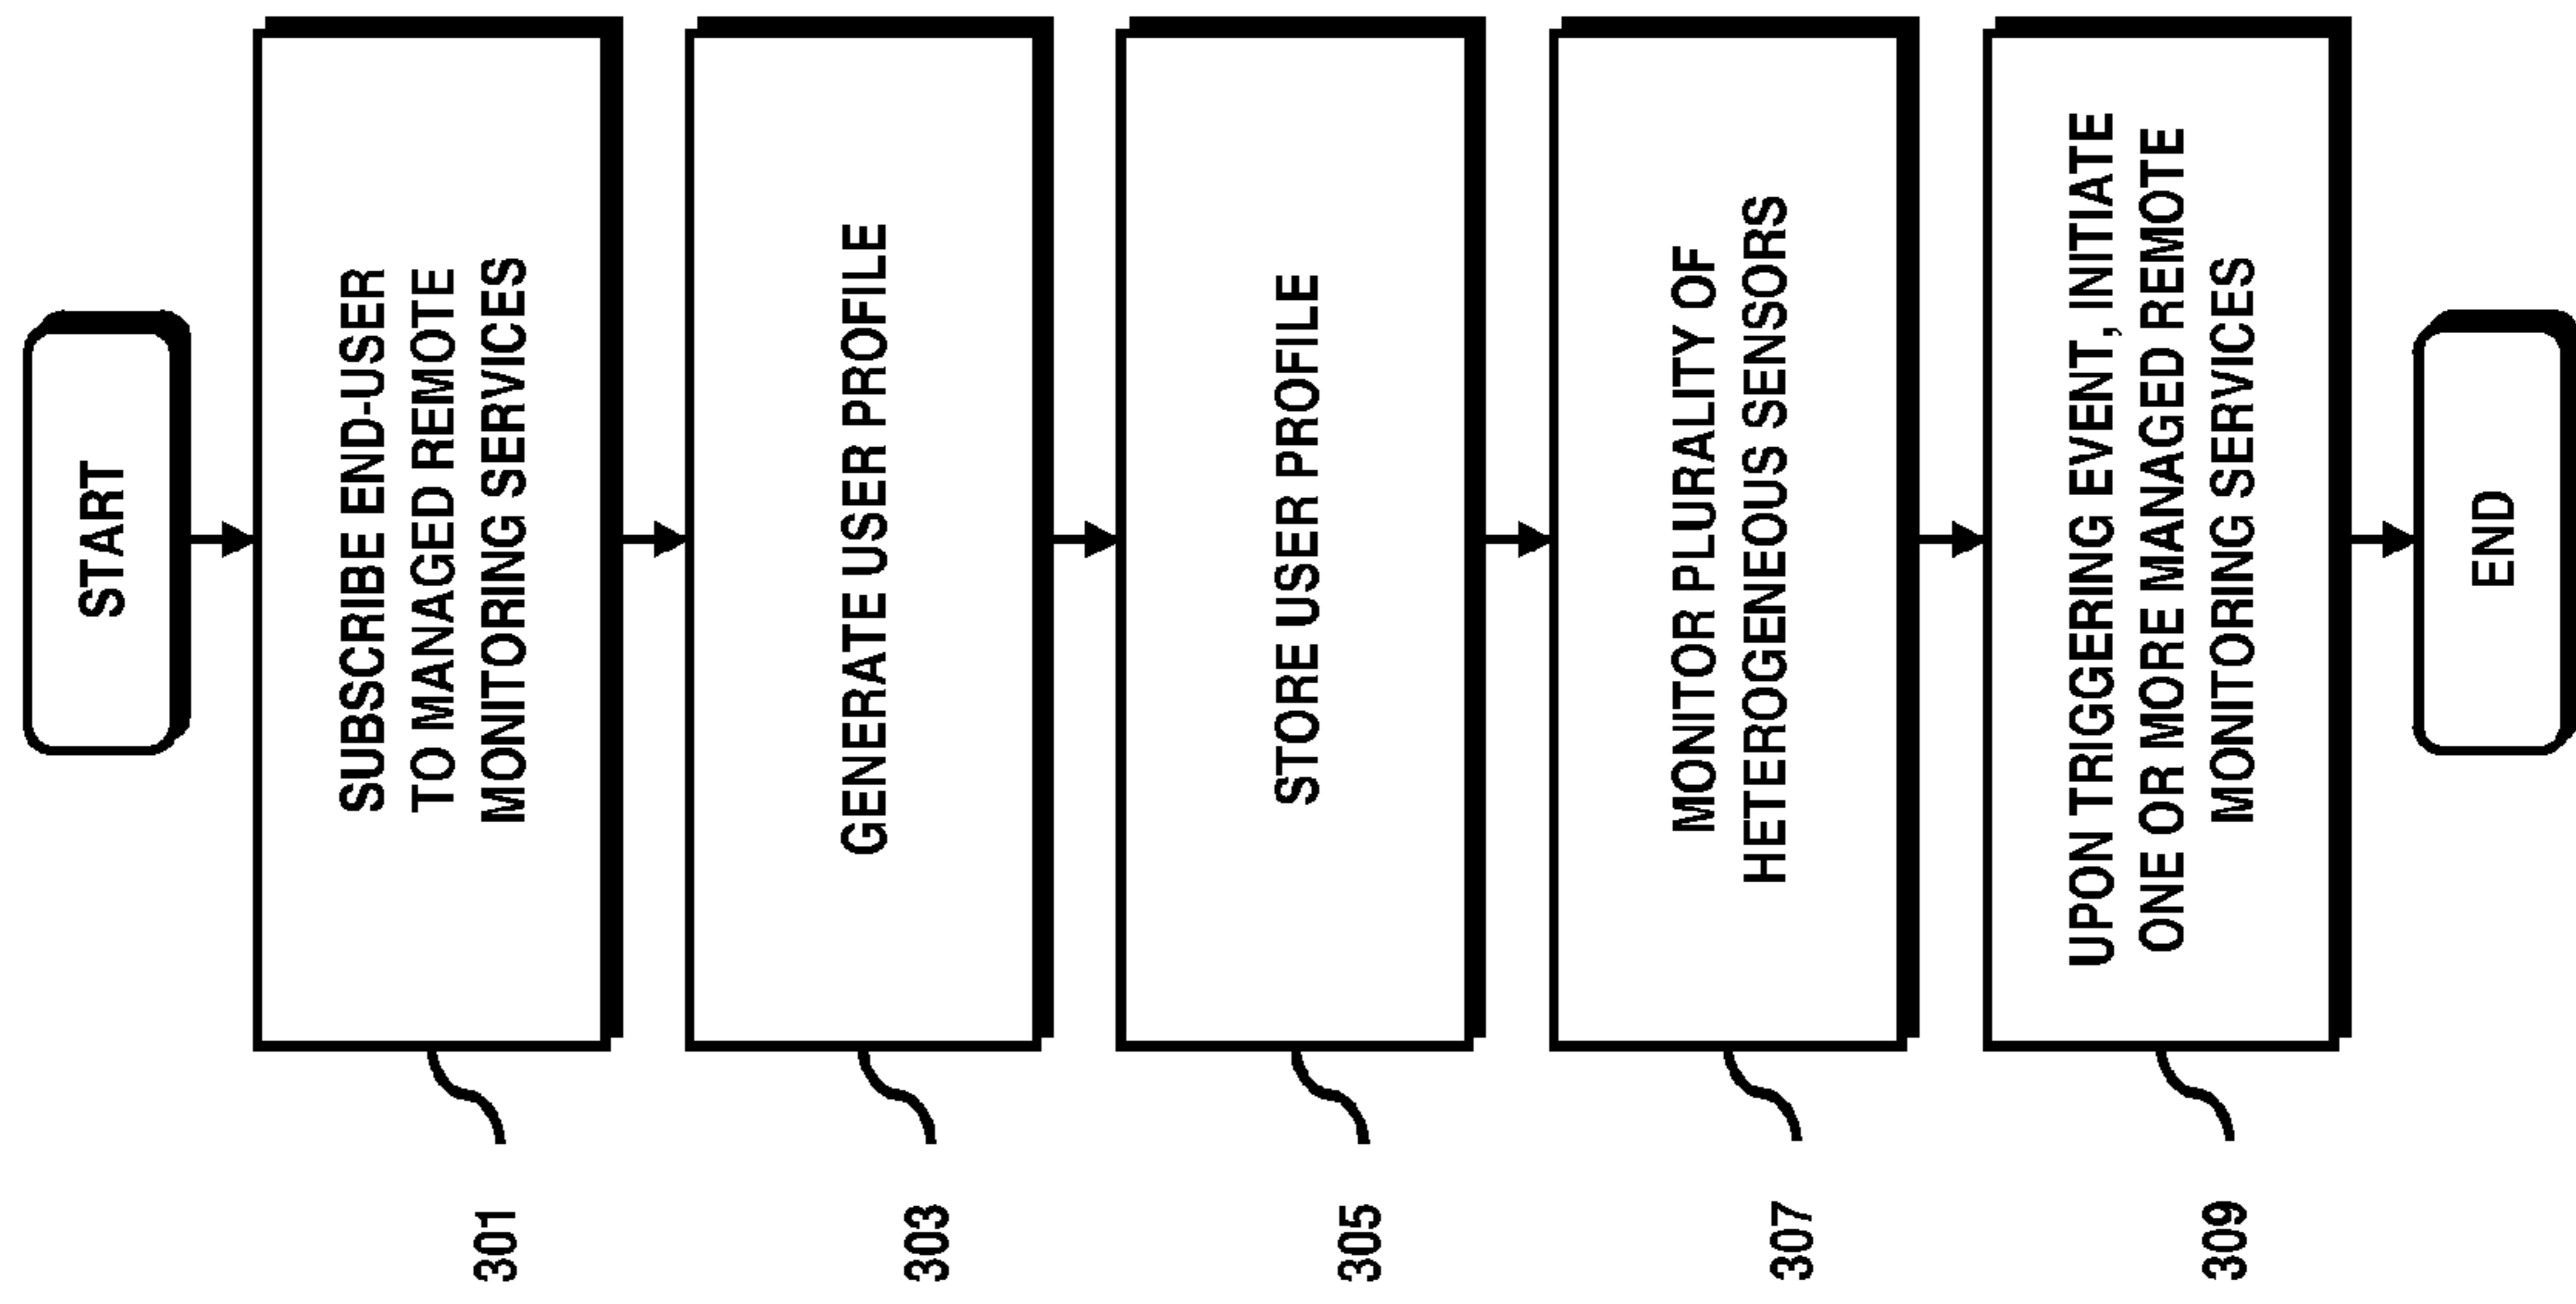 START
SUBSCRIBE END-USER
TO MANAGED REMOTE
MONITORING SERVICES
301
GENERATE USER PROFILE
303
STORE USER PROFILE
305
MONITOR PLURALITY OF
HETEROGENEOUS SENSORS
307
UPON TRIGGERING EVENT, INITIATE
ONE OR MORE MANAGED REMOTE
MONITORING SERVICES
309
END